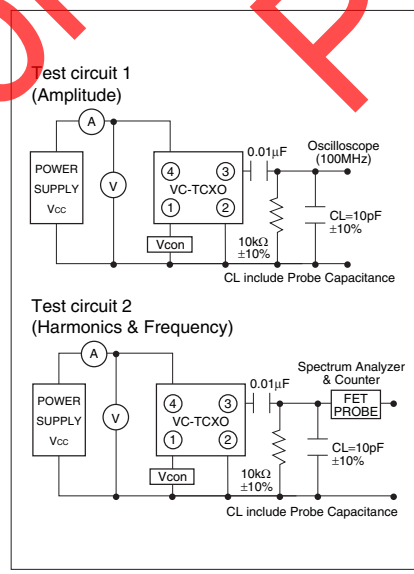 Test circuit 1
(Amplitude)
A
POWER
SUPPLY
Vcc
V
4
3
VC-TCXO
1
2
Vcon
0.01μF
Oscilloscope
(100MHz)
10kΩ
±10%
CL=10pF
±10%
CL include Probe Capacitance
Test circuit 2
(Harmonics & Frequency)
A
POWER
SUPPLY
Vcc
V
4
3
VC-TCXO
1
2
Vcon
0.01μF
Spectrum Analyzer
& Counter
FET
PROBE
10kΩ
±10%
CL=10pF
±10%
CL include Probe Capacitance